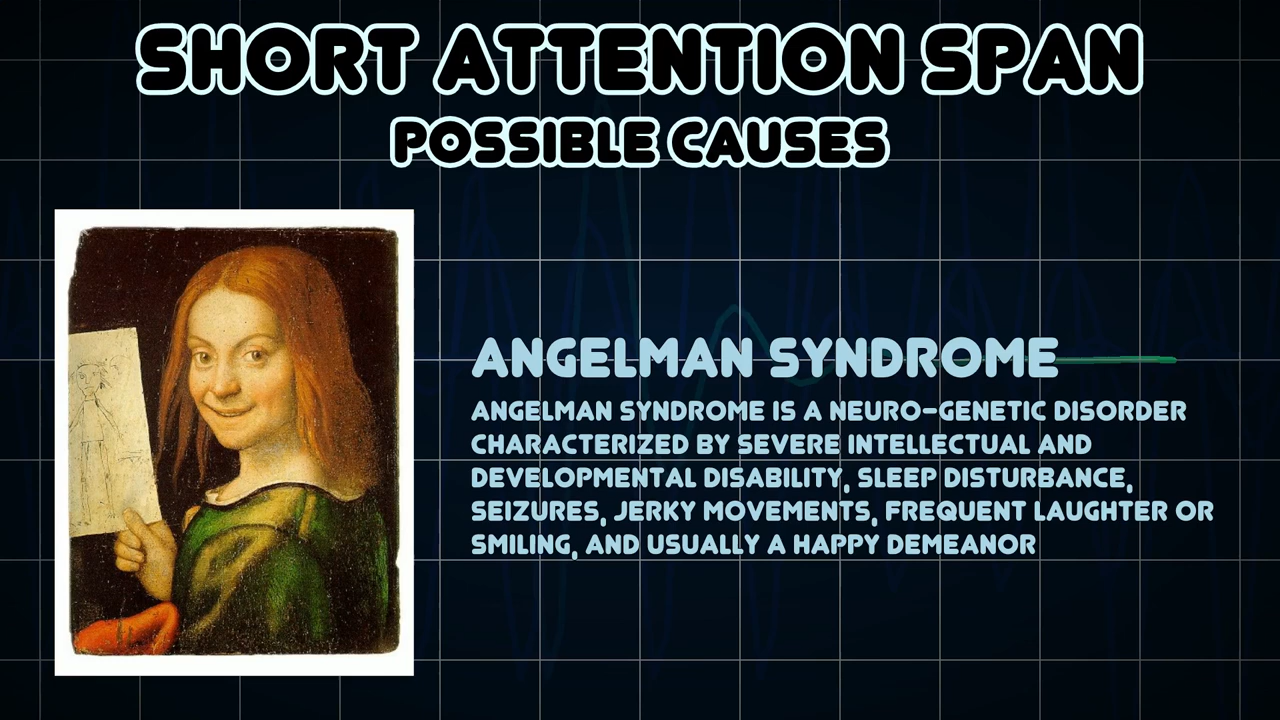 SHORT ATTENTION SPAN
POSSIBLE CAUSES
ANGELMAN SYNDROME
ANGELMAN SYNDROME IS A NEURO-GENETIC DISORDER
CHARACTERIZED BY SEVERE INTELLECTUAL AND
DEVELOPMENTAL DISABILITY, SLEEP DISTURBANCE,
SEIZURES, JERKY MOVEMENTS, FREQUENT LAUGHTER OR
SMILING, AND USUALLY A HAPPY DEMEANOR